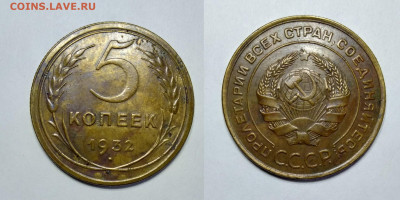 COINS.LAVE.RU
5
КОПЕЕК
1932
ПРОЛЕТАРИИ ВСЕХ СТРАН, СОЕДИНЯЙТЕСЬ
СССР